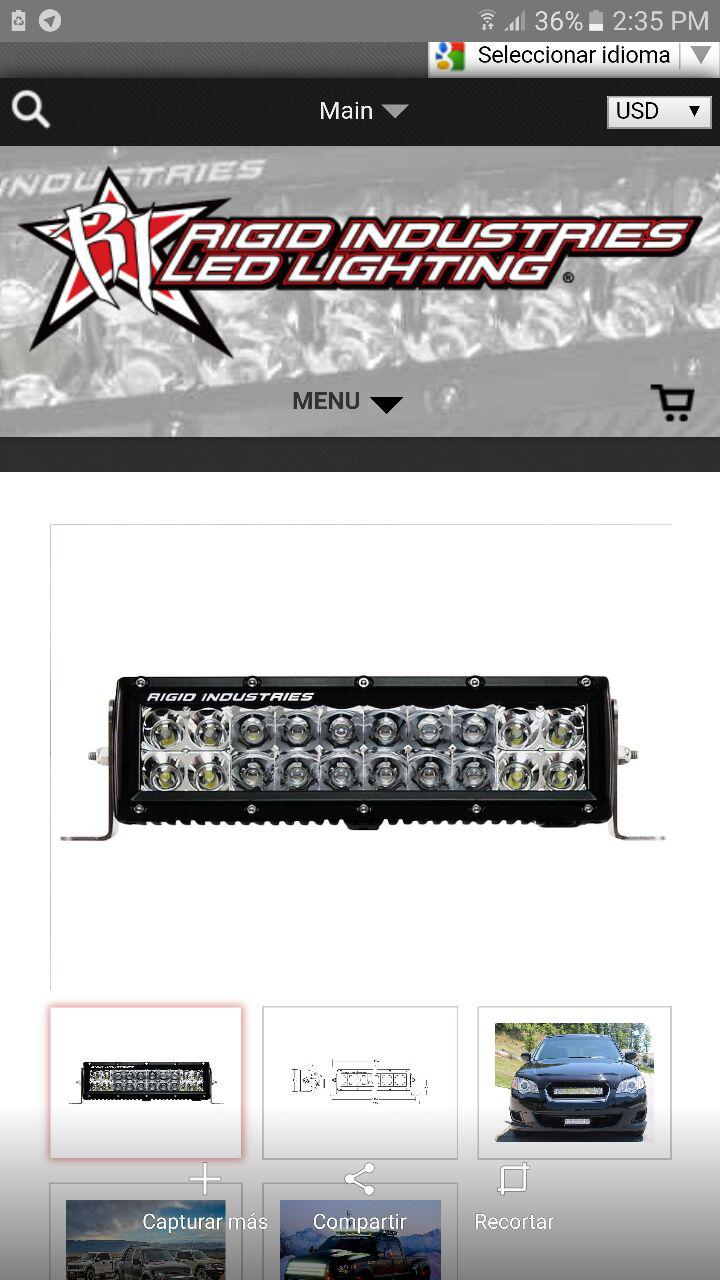 36% 2:35 PM
Seleccionar idioma
Main
USD
INDUSTRIES
RI RIGID INDUSTRIES
LED LIGHTING ®
MENU
RIGID INDUSTRIES
Capturar más
Compartir
Recortar